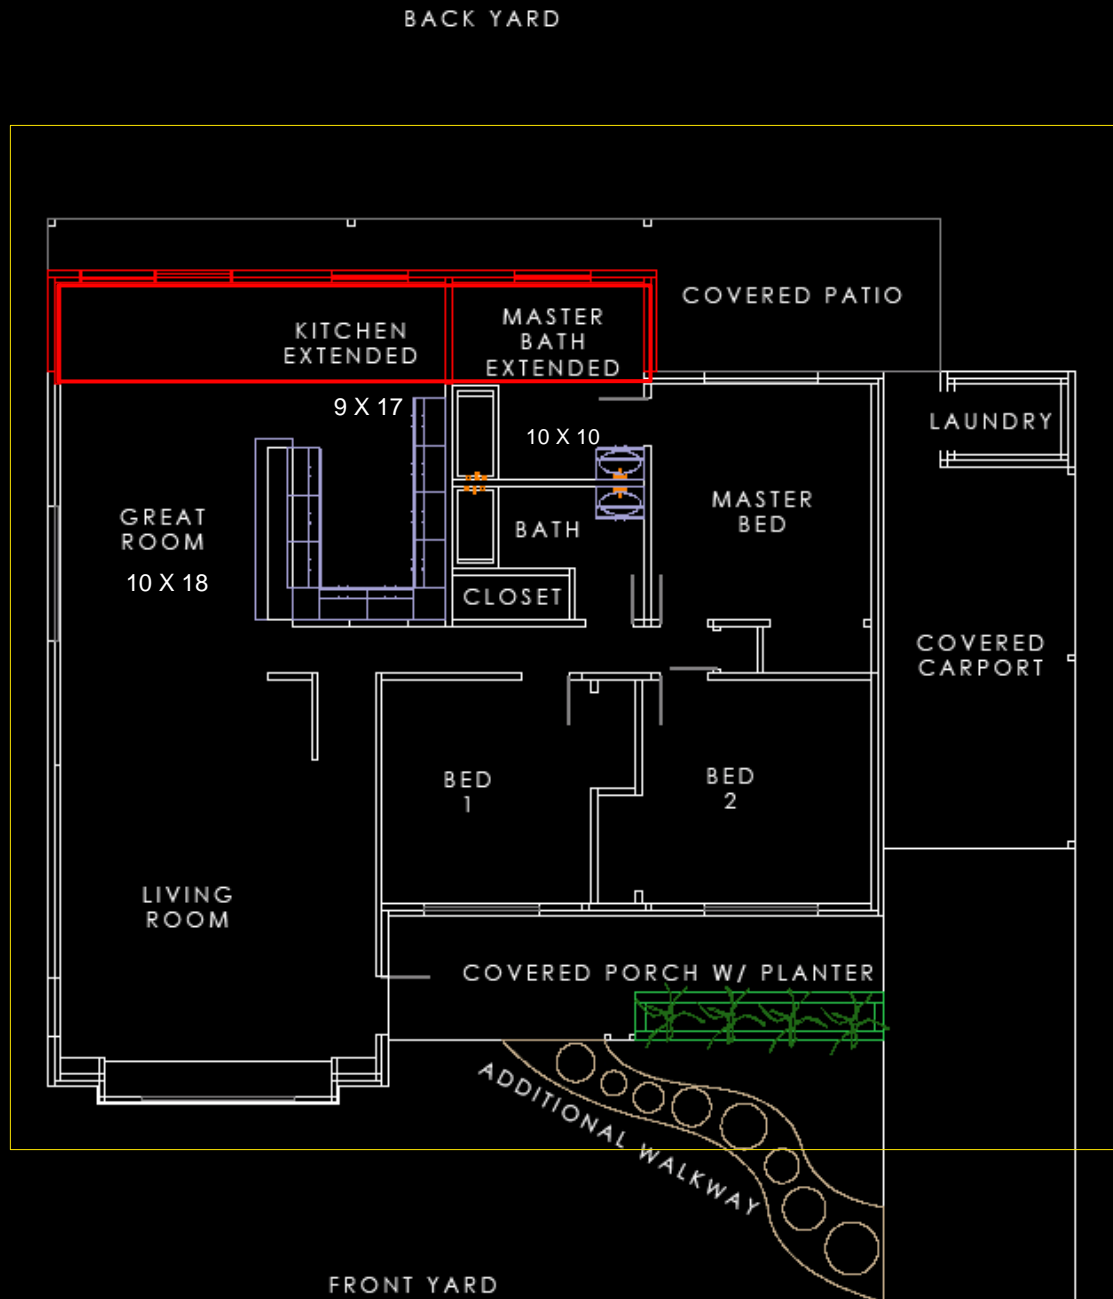 BACK YARD
COVERED PATIO
MASTER
BATH
EXTENDED
KITCHEN
EXTENDED
9 X 17
10 X 10
LAUNDRY
GREAT
ROOM
10 X 18
BATH
MASTER
BED
CLOSET
COVERED
CARPORT
BED
1
BED
2
LIVING
ROOM
COVERED PORCH W/ PLANTER
ADDITIONAL WALKWAY
FRONT YARD